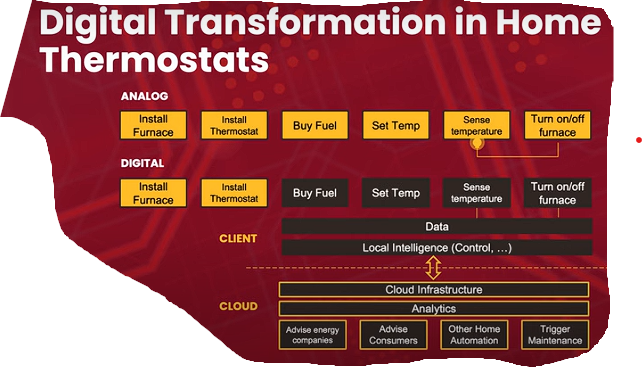 Digital Transformation in Home
Thermostats
ANALOG
Install
Furnace
Install
Thermostat
Buy Fuel
Set Temp
Sense
temperature
Turn on/off
furnace
DIGITAL
Install
Furnace
Install
Thermostat
Buy Fuel
Set Temp
Sense
temperature
Turn on/off
furnace
Data
CLIENT
Local Intelligence (Control, ...)
Cloud Infrastructure
CLOUD
Analytics
Advise energy
companies
Advise
Consumers
Other Home
Automation
Trigger
Maintenance